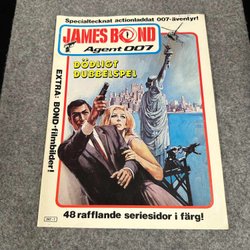 Specialtecknat actionladdat 007-äventyr!
JAMES BOND
Agent 007
DÖDLIGT
DUBBELSPEL
EXTRA: BOND-filmbilder!
48 rafflande seriesidor i färg!